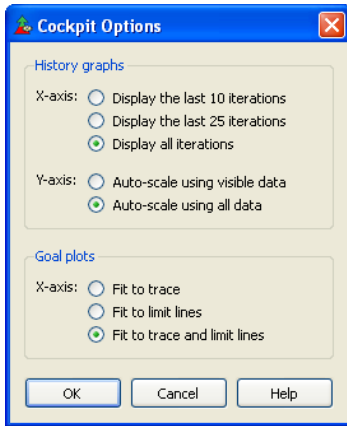 Cockpit Options
History graphs
X-axis: Display the last 10 iterations
Display the last 25 iterations
Display all iterations
Y-axis: Auto-scale using visible data
Auto-scale using all data
Goal plots
X-axis: Fit to trace
Fit to limit lines
Fit to trace and limit lines
OK Cancel Help